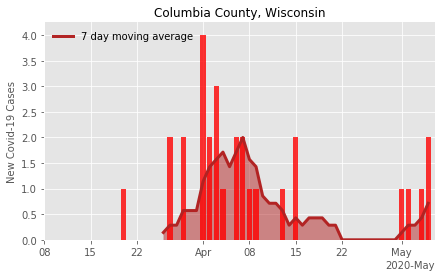 Columbia County, Wisconsin
7 day moving average
New Covid-19 Cases
4.0
3.5
3.0
2.5
2.0
1.5
1.0
0.5
0.0
08 15 22 Apr 08 15 22 May
2020-May